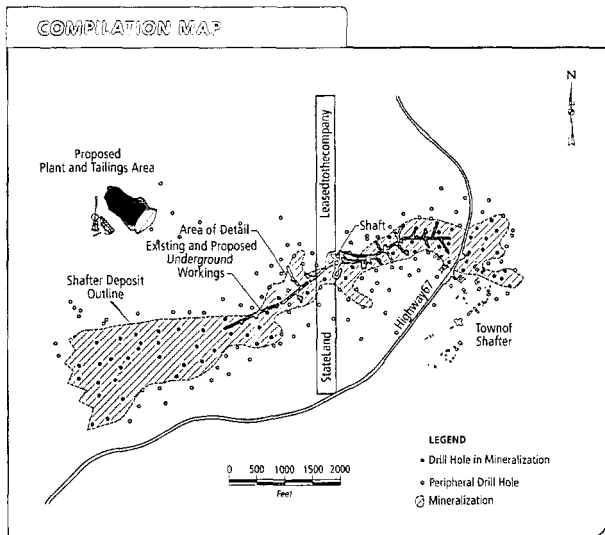 COMPILATION MAP
N
Proposed
Plant and Tailings Area
Leasedtothecompany
Area of Detail
Existing and Proposed
Underground
Workings
Shaft
Shafter Deposit
Outline
Highway67
Townof
Shafter
StateLand
LEGEND
Drill Hole in Mineralization
Peripheral Drill Hole
Mineralization
0 500 1000 1500 2000
Feet